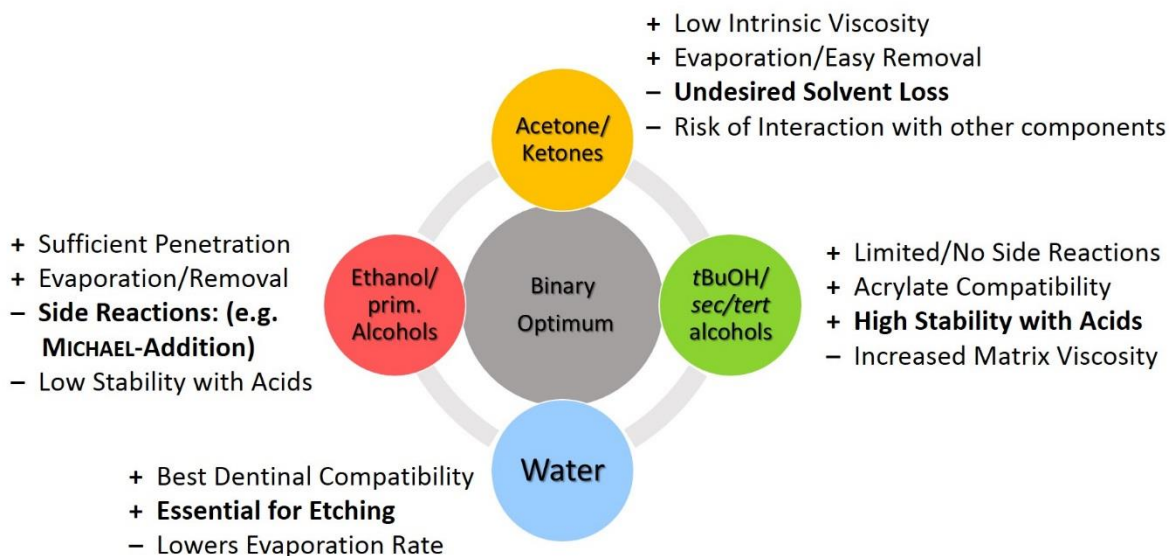 + Low Intrinsic Viscosity
+ Evaporation/Easy Removal
– Undesired Solvent Loss
– Risk of Interaction with other components
Acetone/
Ketones
+ Sufficient Penetration
+ Evaporation/Removal
– Side Reactions: (e.g.
MICHAEL-Addition)
– Low Stability with Acids
Ethanol/
prim.
Alcohols
Binary
Optimum
tBuOH/
sec/tert
alcohols
+ Limited/No Side Reactions
+ Acrylate Compatibility
+ High Stability with Acids
– Increased Matrix Viscosity
Water
+ Best Dentinal Compatibility
+ Essential for Etching
– Lowers Evaporation Rate